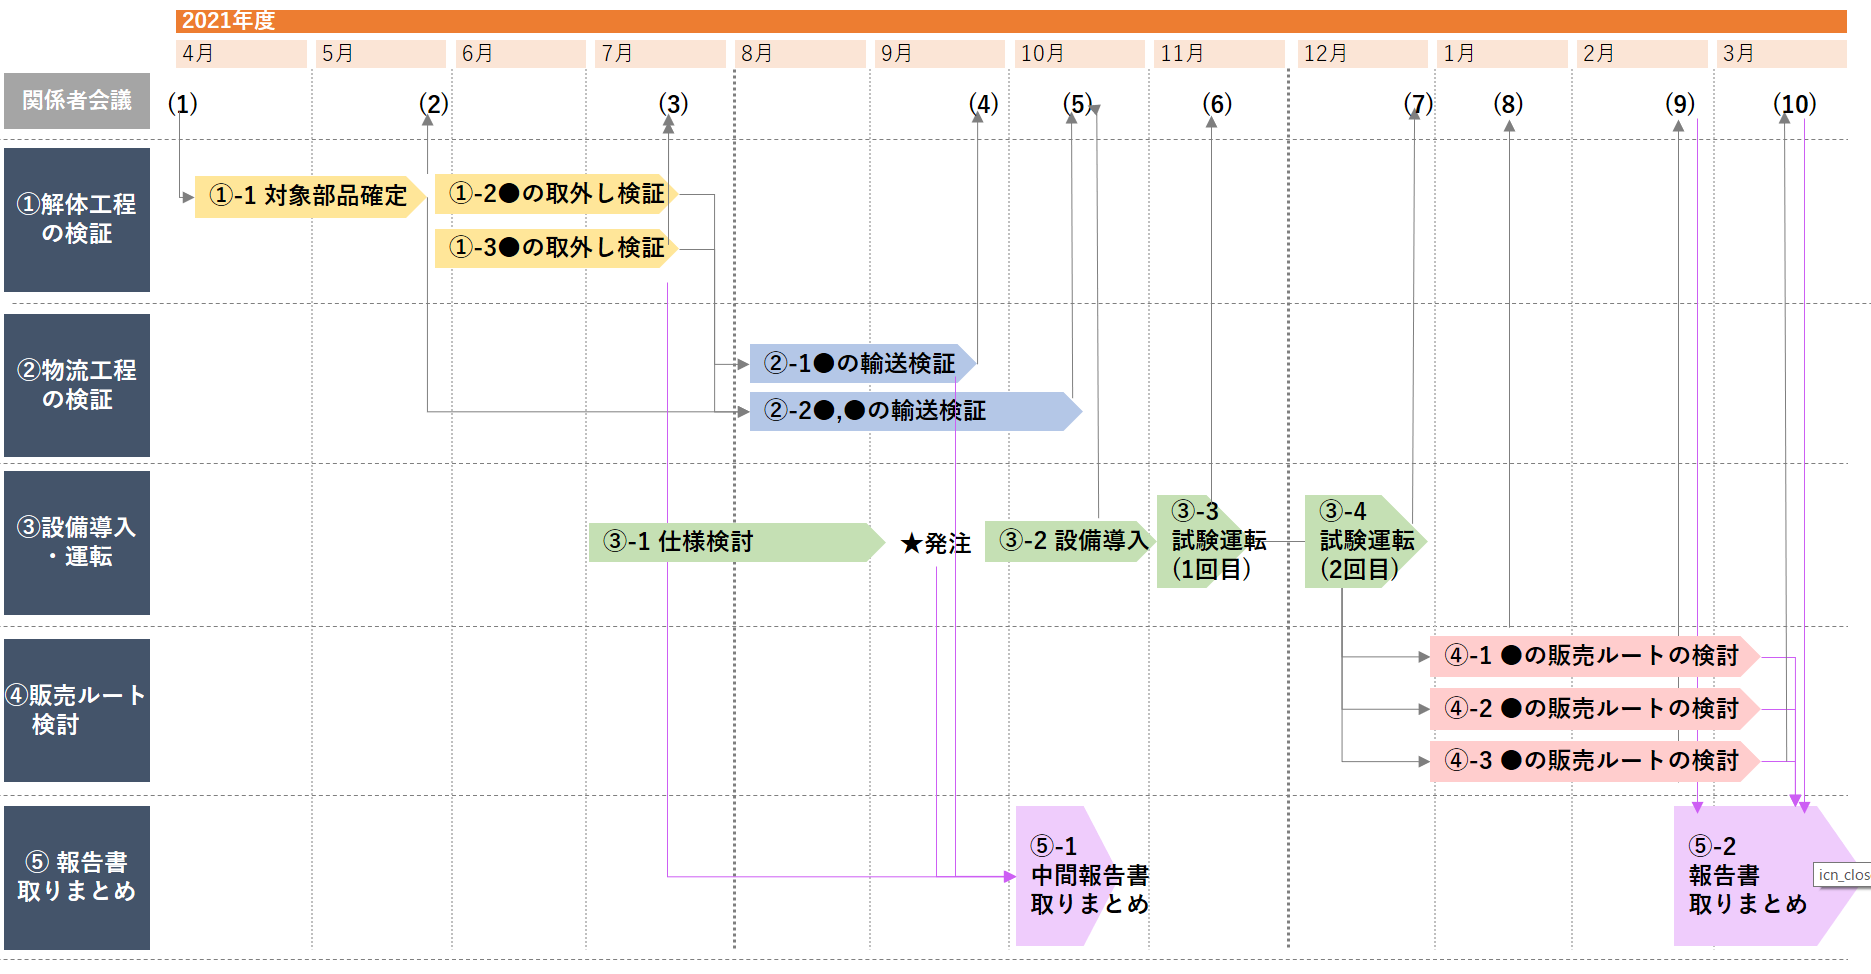 2021年度
4月
5月
6月
7月
8月
9月
10月
11月
12月
1月
2月
3月
関係者会議
(1)
(2)
(3)
(4)
(5)
(6)
(7)
(8)
(9)
(10)
①解体工程
の検証
①-1 対象部品確定
①-2●の取外し検証
①-3●の取外し検証
②物流工程
の検証
②-1●の輸送検証
②-2●,●の輸送検証
③設備導入
・運転
③-1 仕様検討
★発注
③-2 設備導入
③-3
試験運転
(1回目)
③-4
試験運転
(2回目)
④販売ルート
検討
④-1 ●の販売ルートの検討
④-2 ●の販売ルートの検討
④-3 ●の販売ルートの検討
⑤ 報告書
取りまとめ
⑤-1
中間報告書
取りまとめ
⑤-2
報告書
取りまとめ